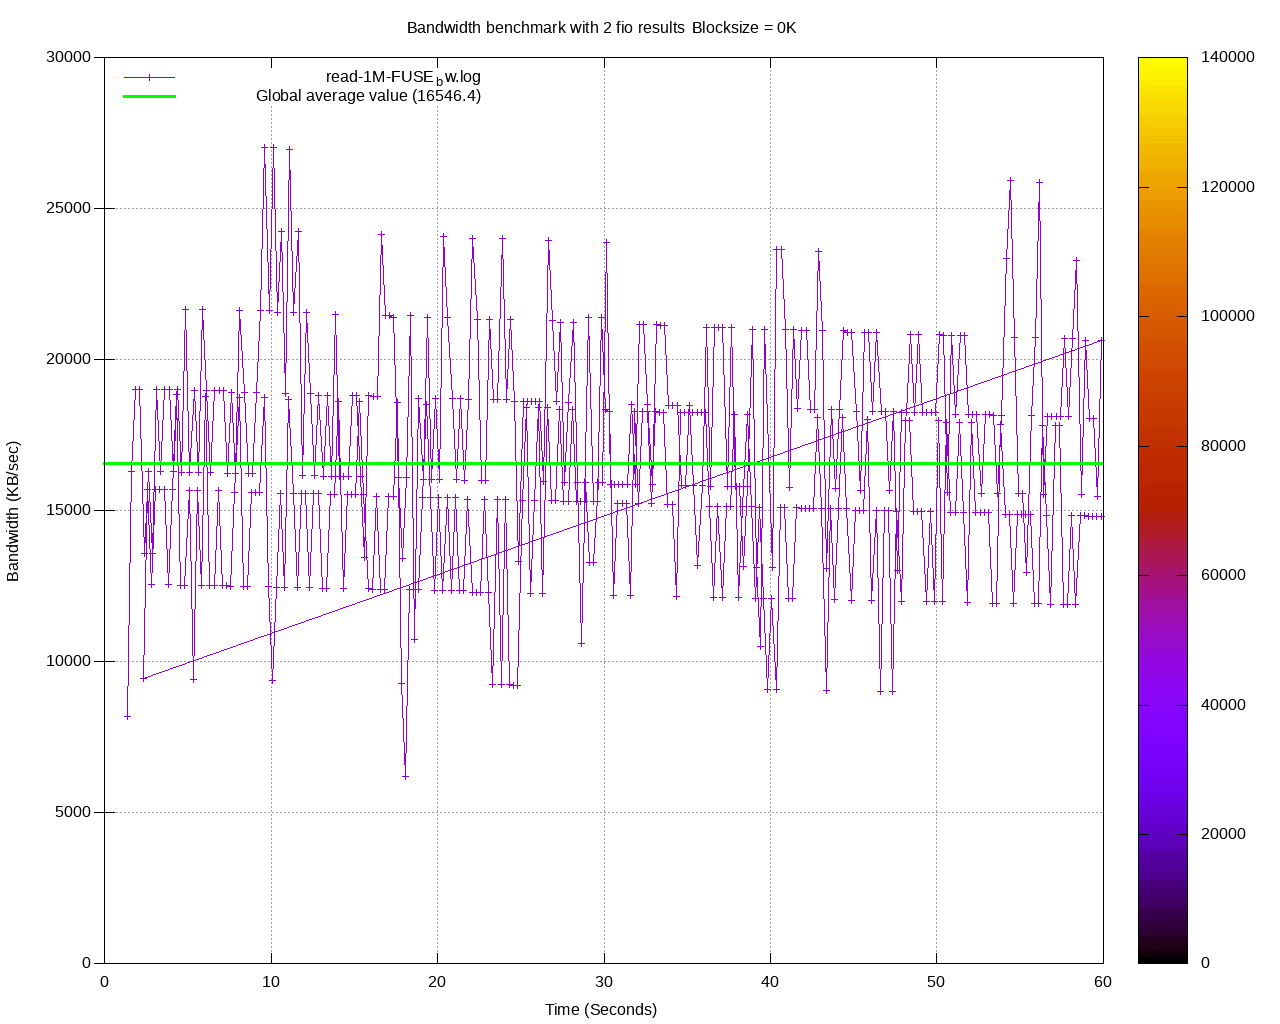 Bandwidth benchmark with 2 fio results Blocksize = 0K
30000
25000
20000
15000
10000
5000
0
Bandwidth (KB/sec)
read-1M-FUSEbw.log
Global average value (16546.4)
0 10 20 30 40 50 60
Time (Seconds)
140000
120000
100000
80000
60000
40000
20000
0